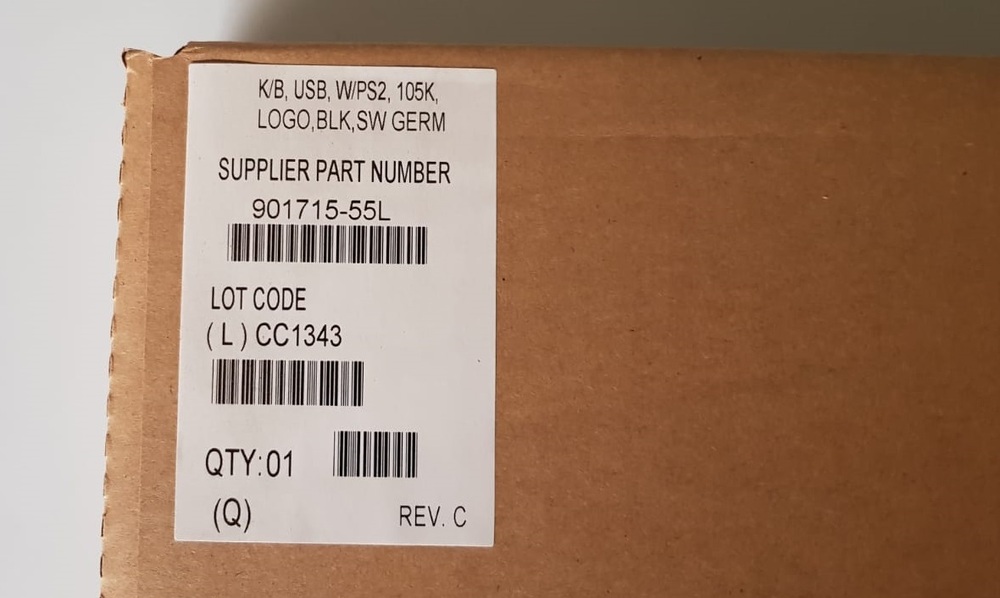 K/B, USB, W/PS2, 105K,
LOGO,BLK,SW GERM
SUPPLIER PART NUMBER
901715-55L
LOT CODE
( L ) CC1343
QTY:01
(Q)
REV. C